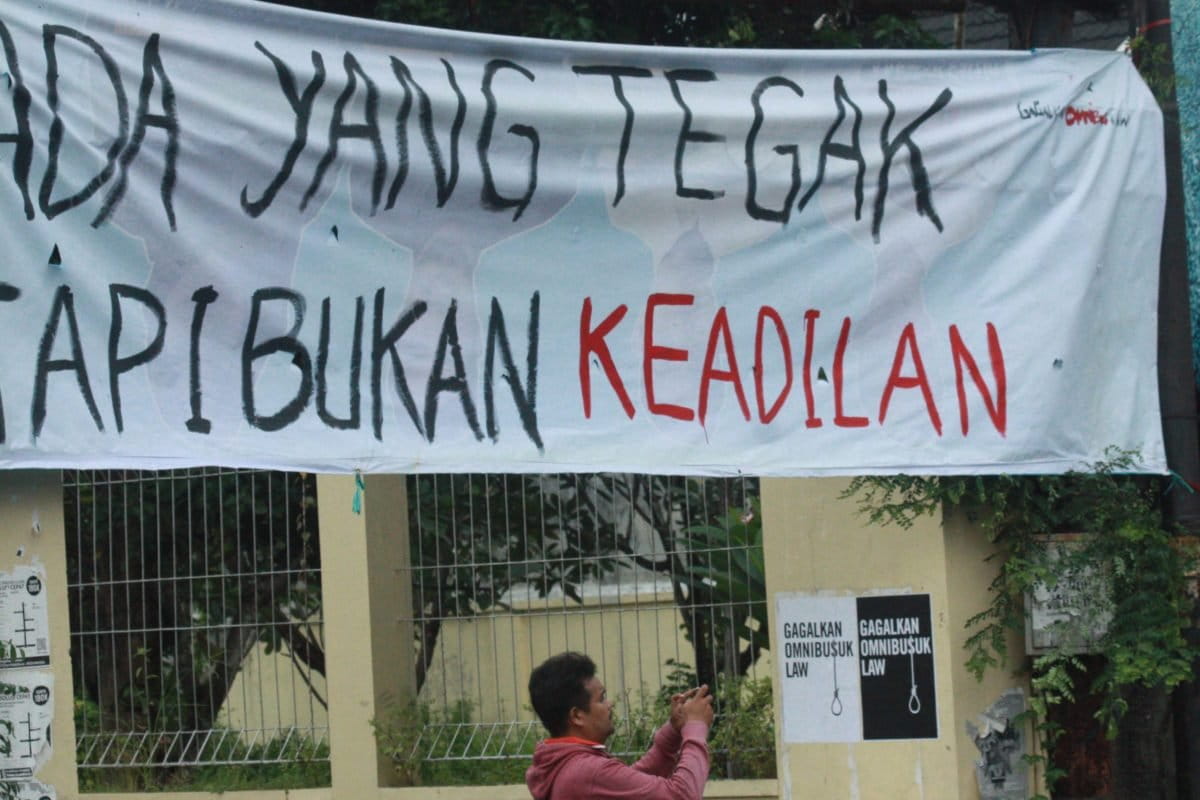 ADA YANG TEGAK
TAPI BUKAN KEADILAN
GAGALKAN
OMNIBUSUK
LAW
GAGALKAN
OMNIBUSUK
LAW